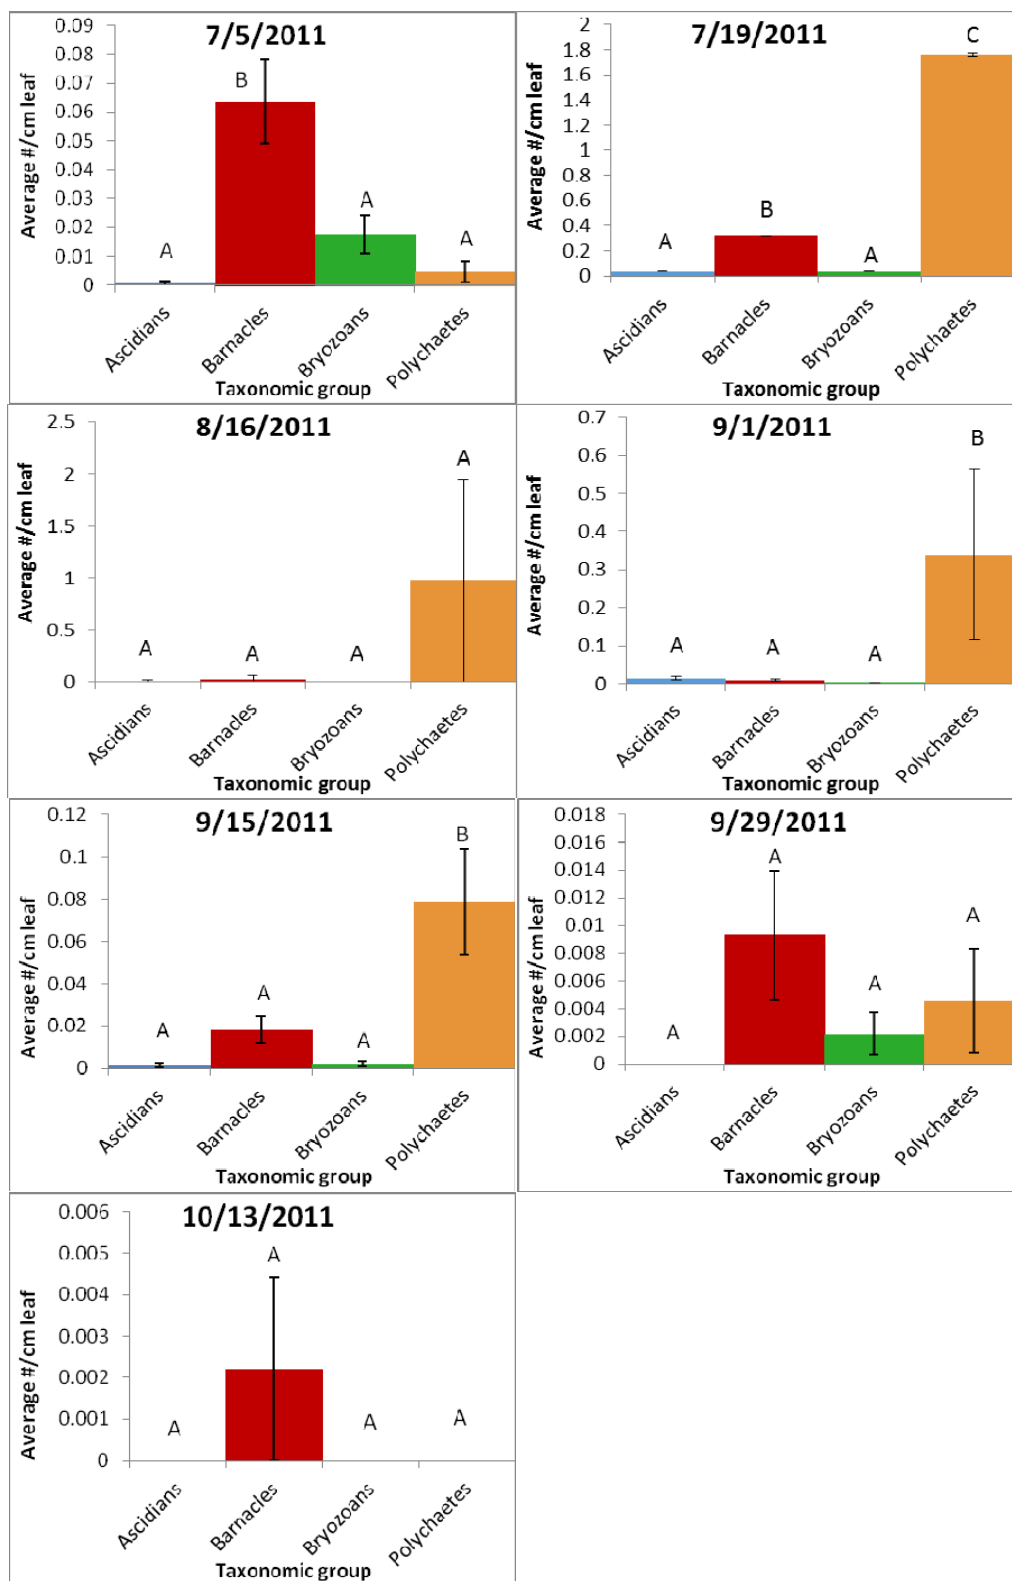 7/5/2011
Average #/cm leaf
0.09
0.08
0.07
0.06
0.05
0.04
0.03
0.02
0.01
0
A
B
A
A
Ascidians
Barnacles
Bryozoans
Polychaetes
Taxonomic group
7/19/2011
Average #/cm leaf
2
1.8
1.6
1.4
1.2
1
0.8
0.6
0.4
0.2
0
A
B
A
C
Ascidians
Barnacles
Bryozoans
Polychaetes
Taxonomic group
8/16/2011
Average #/cm leaf
2.5
2
1.5
1
0.5
0
A
A
A
A
Ascidians
Barnacles
Bryozoans
Polychaetes
Taxonomic group
9/1/2011
Average #/cm leaf
0.7
0.6
0.5
0.4
0.3
0.2
0.1
0
A
A
A
B
Ascidians
Barnacles
Bryozoans
Polychaetes
Taxonomic group
9/15/2011
Average #/cm leaf
0.12
0.1
0.08
0.06
0.04
0.02
0
A
A
A
B
Ascidians
Barnacles
Bryozoans
Polychaetes
Taxonomic group
9/29/2011
Average #/cm leaf
0.018
0.016
0.014
0.012
0.01
0.008
0.006
0.004
0.002
0
A
A
A
A
Ascidians
Barnacles
Bryozoans
Polychaetes
Taxonomic group
10/13/2011
Average #/cm leaf
0.006
0.005
0.004
0.003
0.002
0.001
0
A
A
A
A
Ascidians
Barnacles
Bryozoans
Polychaetes
Taxonomic group